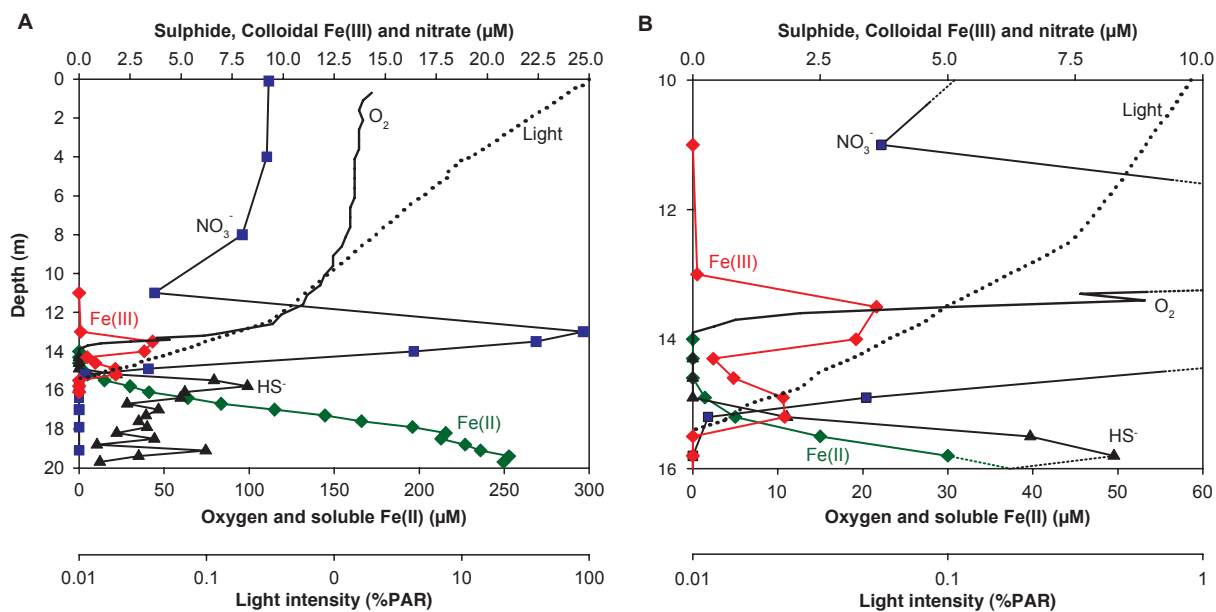 A
Sulphide, Colloidal Fe(III) and nitrate (µM)
0.0 2.5 5.0 7.5 10.0 12.5 15.0 17.5 20.0 22.5 25.0
0
2
4
6
8
10
12
14
16
18
20
Depth (m)
O₂
Light
NO₃⁻
Fe(III)
HS⁻
Fe(II)
0 50 100 150 200 250 300
Oxygen and soluble Fe(II) (µM)
0.01 0.1 0 10 100
Light intensity (%PAR)
B
Sulphide, Colloidal Fe(III) and nitrate (µM)
0.0 2.5 5.0 7.5 10.0
10
12
14
16
Light
NO₃⁻
Fe(III)
O₂
HS⁻
Fe(II)
0 10 20 30 40 50 60
Oxygen and soluble Fe(II) (µM)
0.01 0.1 1
Light intensity (%PAR)